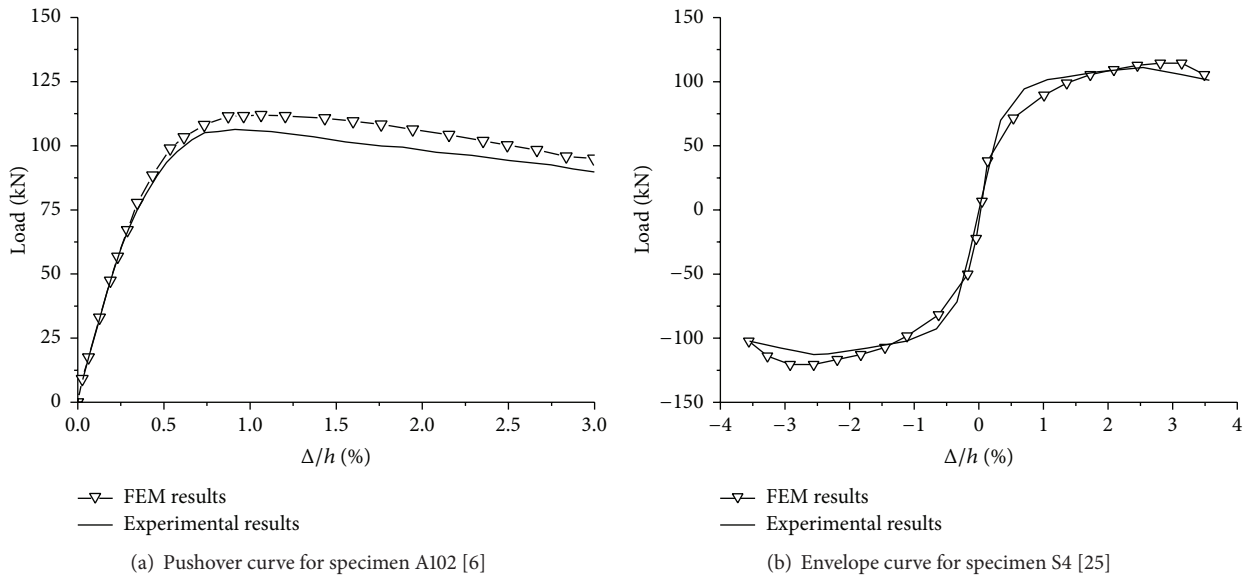 150
125
100
75
50
25
0
Load (kN)
0.0 0.5 1.0 1.5 2.0 2.5 3.0
Δ/h (%)
FEM results
Experimental results
(a) Pushover curve for specimen A102 [6]
150
100
50
0
−50
−100
−150
Load (kN)
−4 −3 −2 −1 0 1 2 3 4
Δ/h (%)
FEM results
Experimental results
(b) Envelope curve for specimen S4 [25]